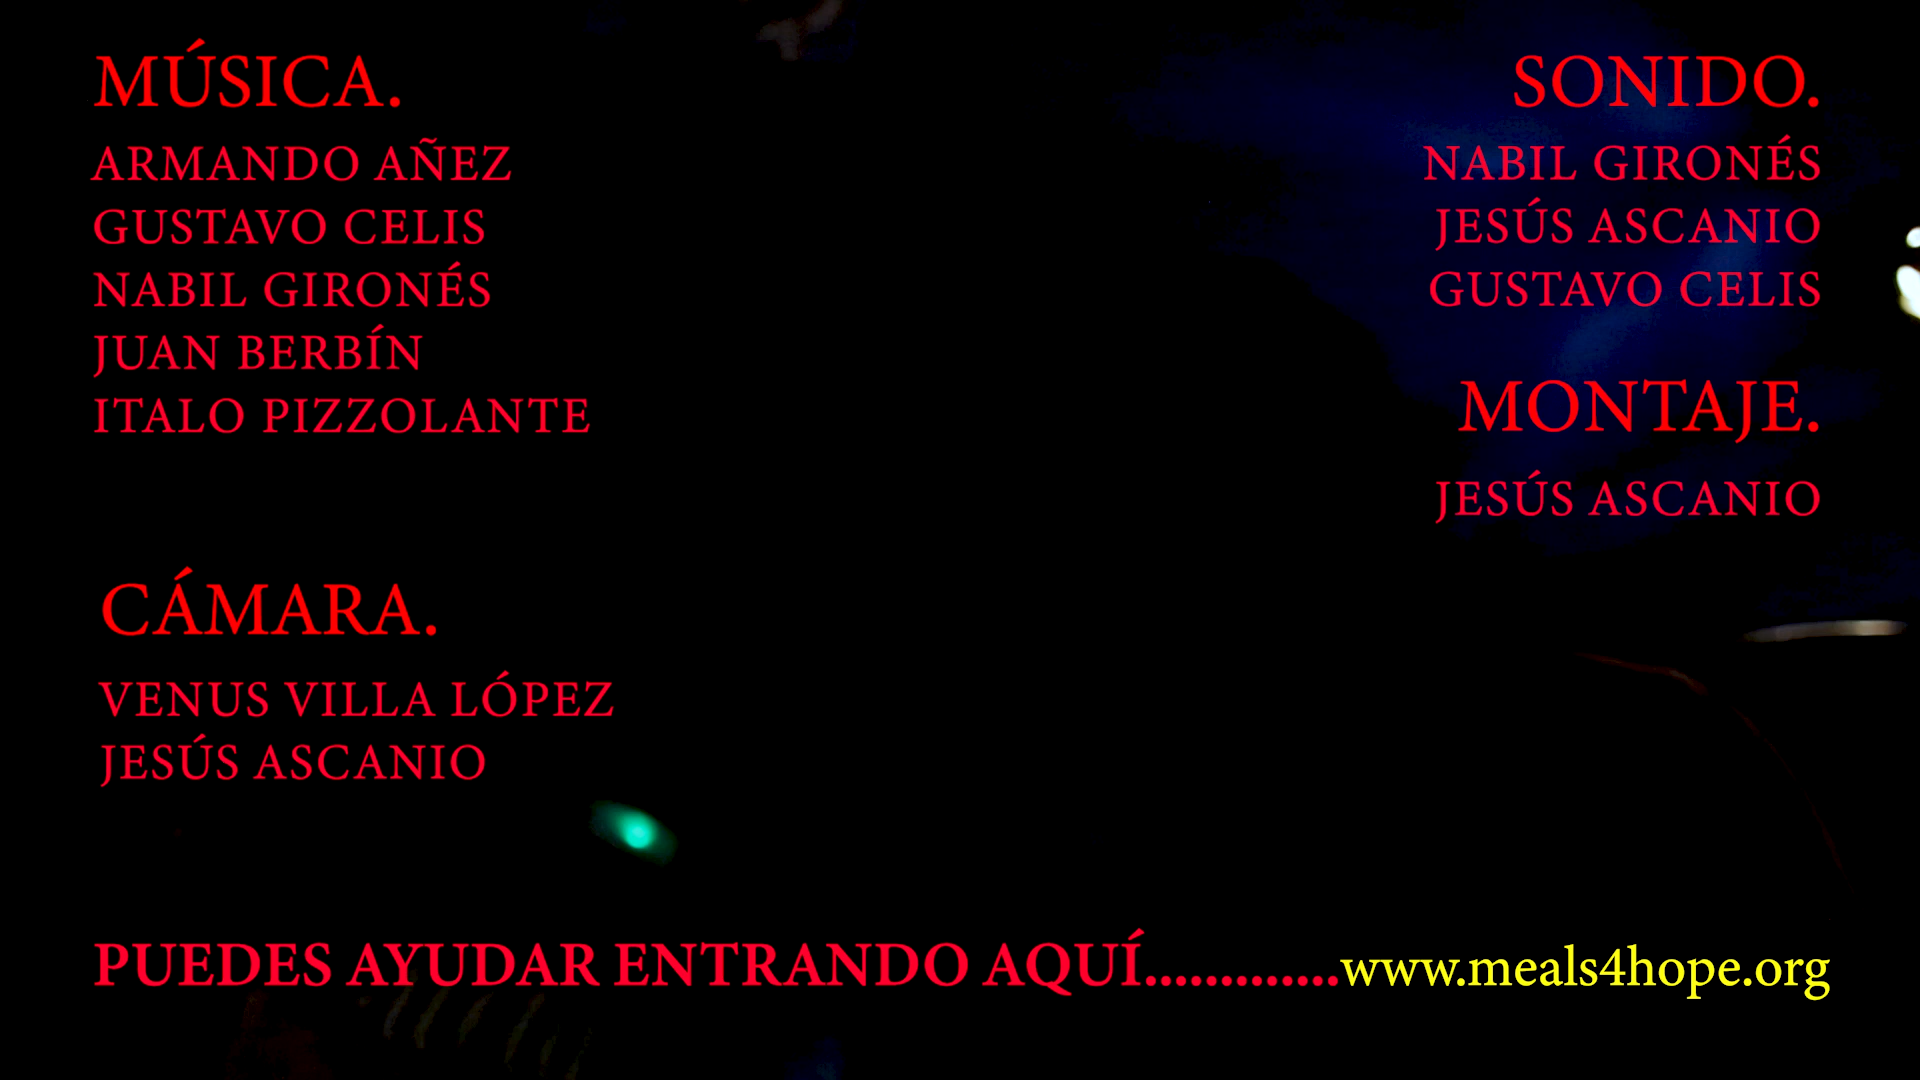 MÚSICA.
ARMANDO AÑEZ
GUSTAVO CELIS
NABIL GIRONÉS
JUAN BERBÍN
ITALO PIZZOLANTE
CÁMARA.
VENUS VILLA LÓPEZ
JESÚS ASCANIO
SONIDO.
NABIL GIRONÉS
JESÚS ASCANIO
GUSTAVO CELIS
MONTAJE.
JESÚS ASCANIO
PUEDES AYUDAR ENTRANDO AQUÍ.............www.meals4hope.org